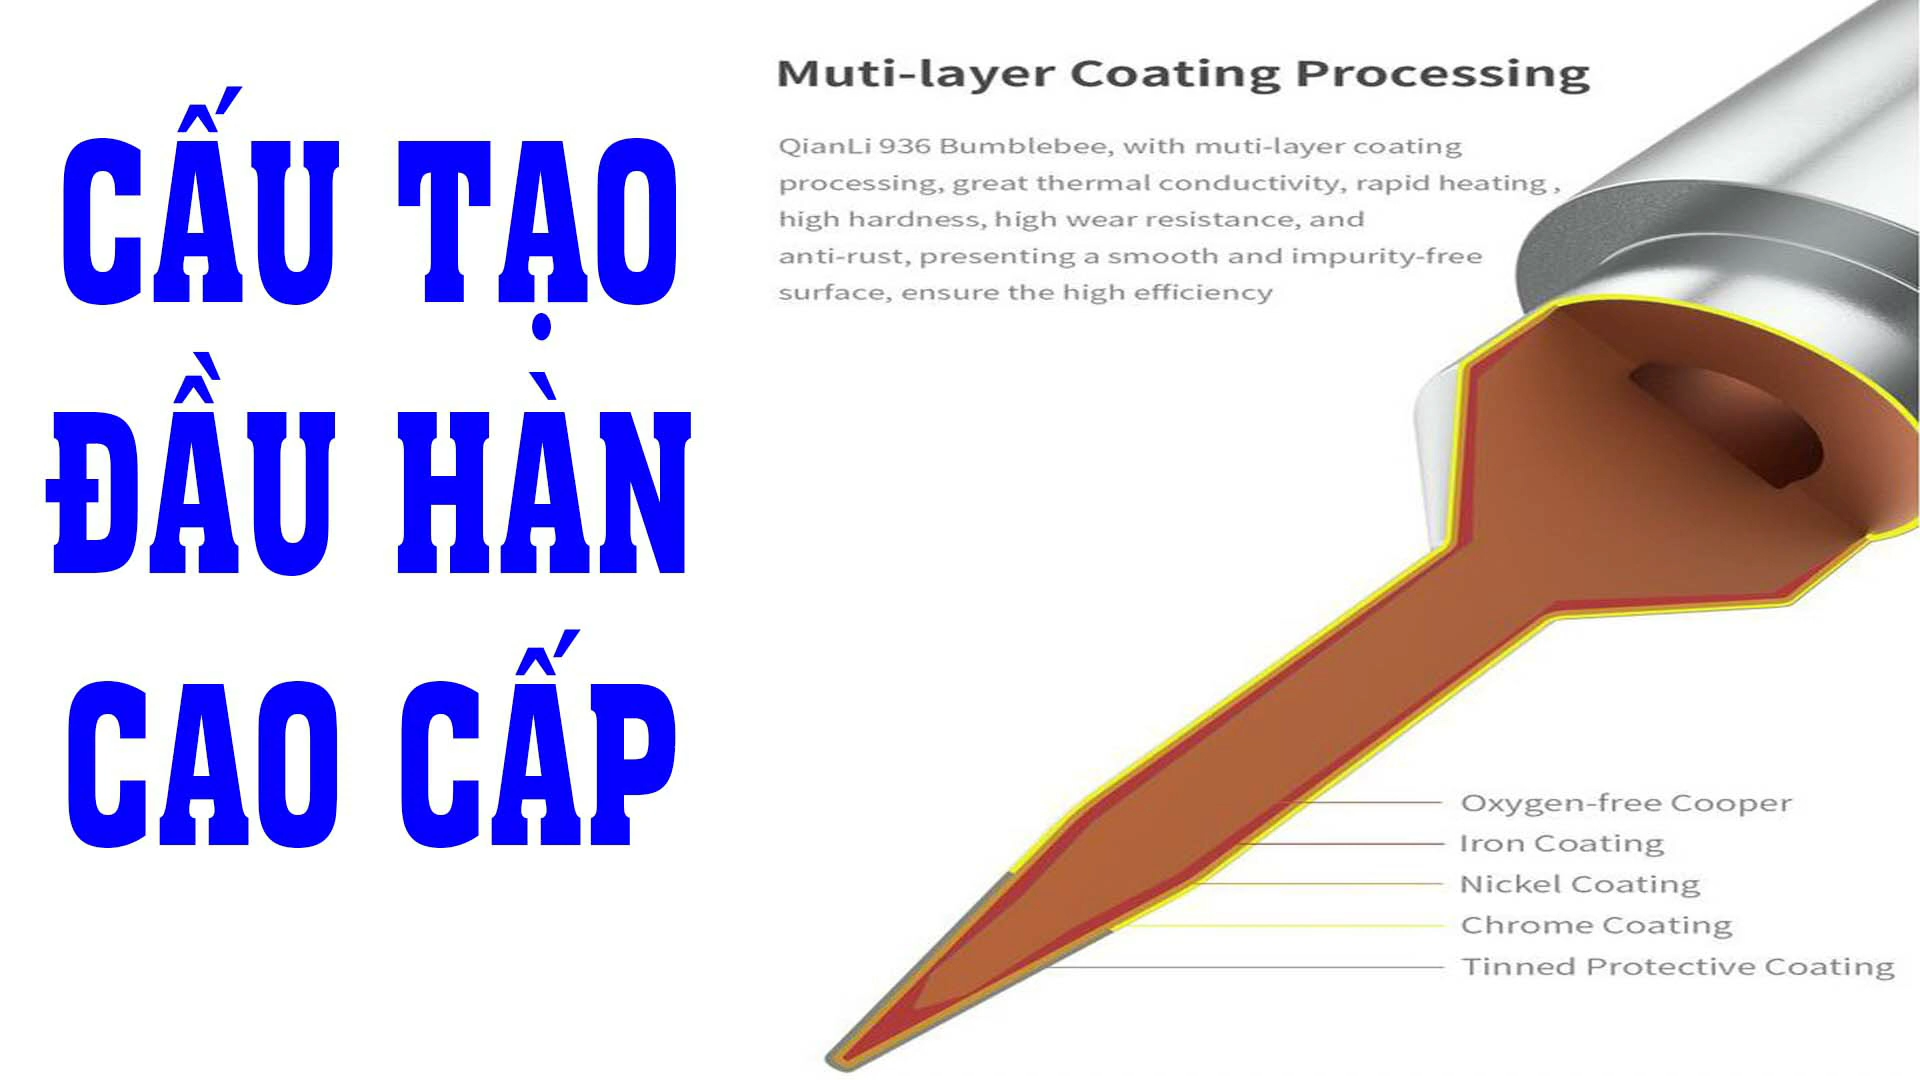 CẤU TẠO
ĐẦU HÀN
CAO CẤP
Muti-layer Coating Processing
QianLi 936 Bumblebee, with muti-layer coating
processing, great thermal conductivity, rapid heating ,
high hardness, high wear resistance, and
anti-rust, presenting a smooth and impurity-free
surface, ensure the high efficiency
Oxygen-free Cooper
Iron Coating
Nickel Coating
Chrome Coating
Tinned Protective Coating